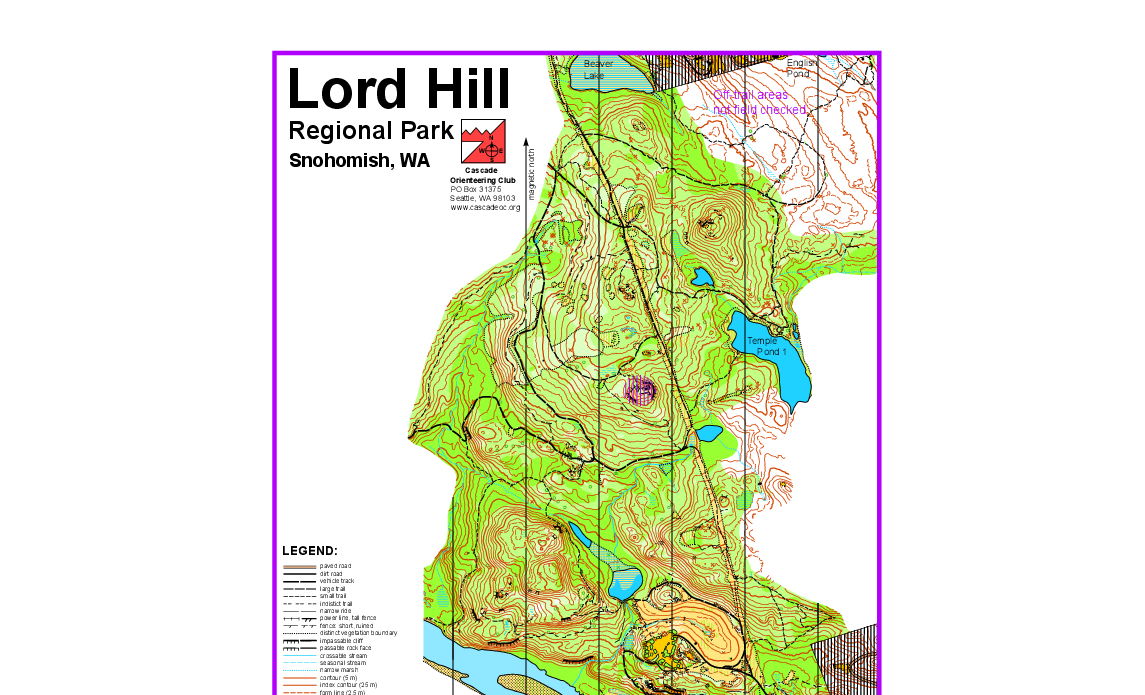 Lord Hill
Regional Park
Snohomish, WA
N
W E
S
Cascade
Orienteering Club
PO Box 31375
Seattle, WA 98103
www.cascadeoc.org
magnetic north
Beaver
Lake
English
Pond
Off-trail areas
not field checked
Temple
Pond 1
LEGEND:
paved road
dirt road
vehicle track
large trail
small trail
indistict trail
narrow ride
power line, tall fence
fence: short, ruined
distinct vegetation boundary
impassable cliff
passable rock face
crossable stream
seasonal stream
narrow marsh
contour (5 m)
index contour (25 m)
form line (2.5 m)